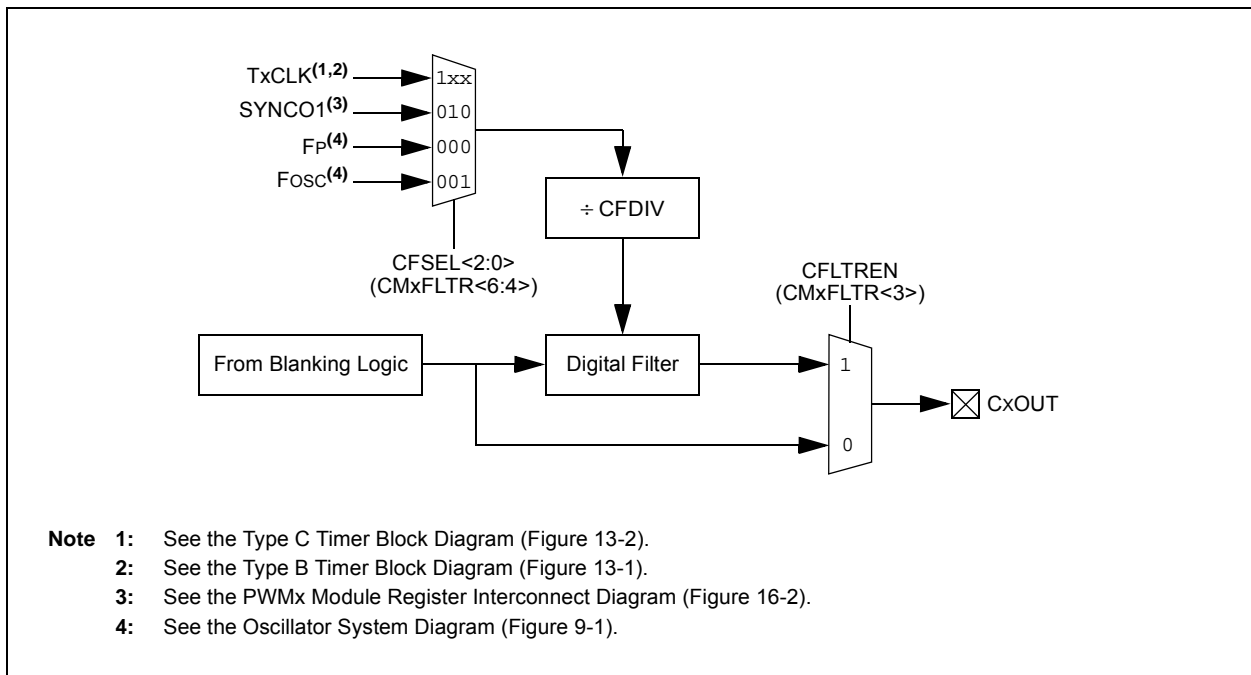 TxCLK(1,2)
SYNCO1(3)
FP(4)
FOSC(4)
1xx
010
000
001
÷ CFDIV
CFSEL<2:0>
(CMxFLTR<6:4>)
CFLTREN
(CMxFLTR<3>)
From Blanking Logic
Digital Filter
1
0
CxOUT
Note 1: See the Type C Timer Block Diagram (Figure 13-2).
2: See the Type B Timer Block Diagram (Figure 13-1).
3: See the PWMx Module Register Interconnect Diagram (Figure 16-2).
4: See the Oscillator System Diagram (Figure 9-1).